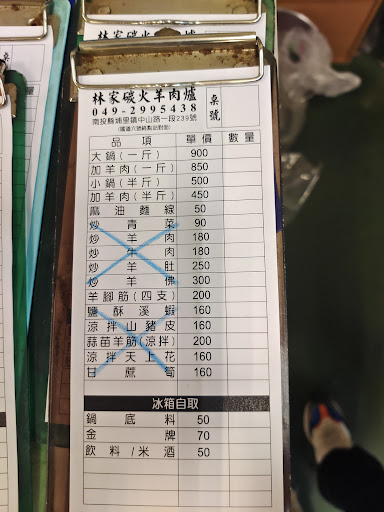 林家碳火羊肉爐
049-2995438
南投縣埔里鎮中山路一段239號
桌號
品項 單價 數量
大鍋(一斤) 900
加羊肉(一斤) 850
小鍋(半斤) 500
加羊肉(半斤) 450
麻油麵線 50
炒青菜 90
炒羊肉 180
炒牛肉 180
炒羊肚 250
炒羊佛 300
羊腳筋(四支) 200
鹽酥溪蝦 160
涼拌山豬皮 160
蒜苗羊筋(涼拌) 200
涼拌天上花 160
甘蔗筍 160
冰箱自取
鍋底料 50
金牌 70
飲料/米酒 50